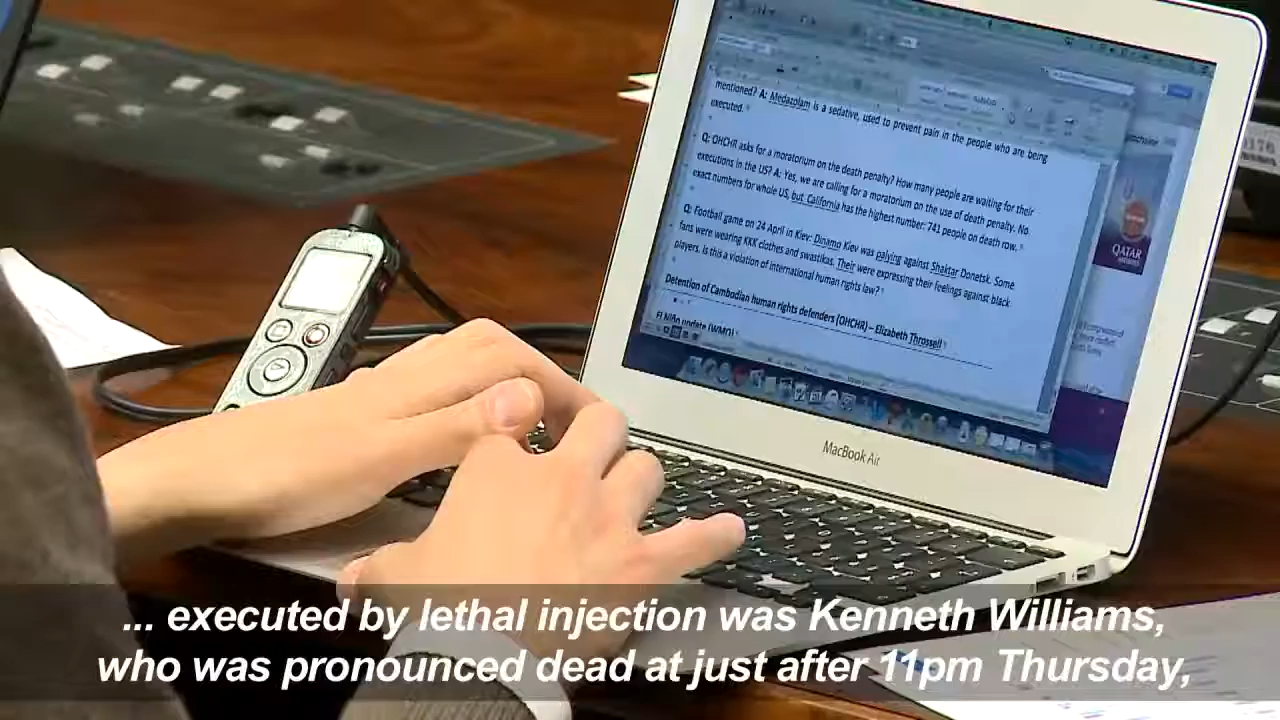 mentioned? A: Medazolam is a sedative, used to prevent pain in the people who are being
executed.
Q: OHCHR asks for a moratorium on the death penalty? How many people are waiting for their
executions in the US? A: Yes, we are calling for a moratorium on the use of death penalty. No
exact numbers for whole US, but California has the highest number: 741 people on death row.
Q: Football game on 24 April in Kiev: Dinamo Kiev was palying against Shaktar Donetsk. Some
fans were wearing KKK clothes and swastikas. Their were expressing their feelings against black
players. Is this a violation of international human rights law?
Detention of Cambodian human rights defenders (OHCHR) – Elizabeth Throssell
El Niño update (WMO)
QATAR
MacBook Air
... executed by lethal injection was Kenneth Williams,
who was pronounced dead at just after 11pm Thursday,